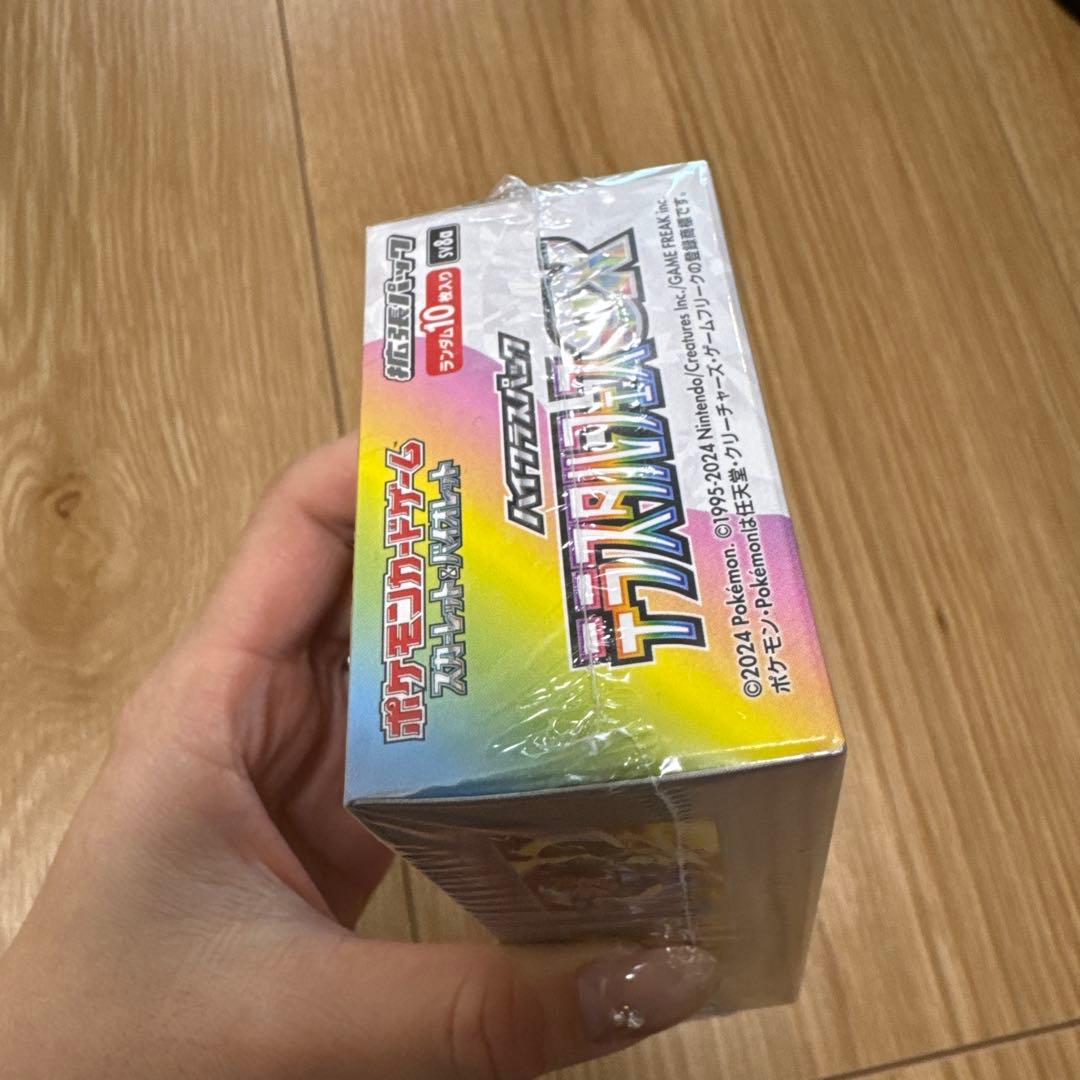 ポケモンカードゲーム
スカーレット&バイオレット
拡張パック
ランダム10枚入り
SV8a
ハイクラスパック
テラスタルフェスex
©2024 Pokémon. ©1995-2024 Nintendo/Creatures Inc./GAME FREAK inc.
ポケモン・Pokémonは任天堂・クリーチャーズ・ゲームフリークの登録商標です。